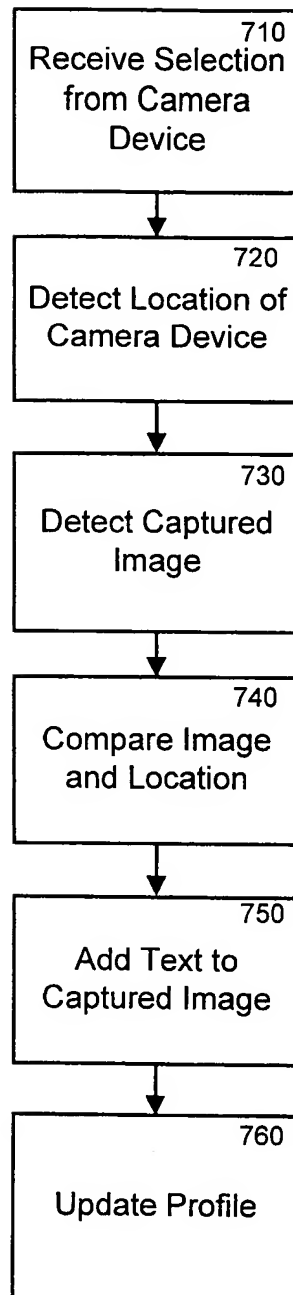 710
Receive Selection
from Camera
Device
720
Detect Location of
Camera Device
730
Detect Captured
Image
740
Compare Image
and Location
750
Add Text to
Captured Image
760
Update Profile